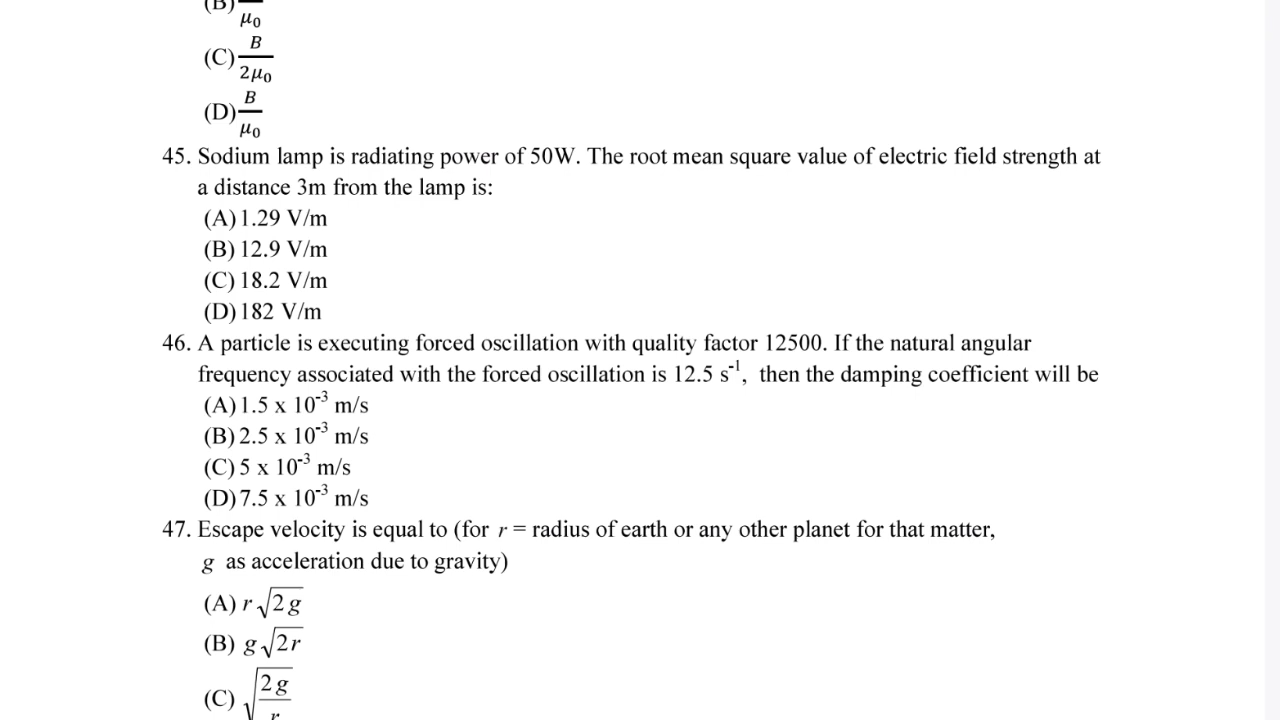 (B) μ₀
(C) B
2μ₀
(D) B
μ₀
45. Sodium lamp is radiating power of 50W. The root mean square value of electric field strength at
a distance 3m from the lamp is:
(A) 1.29 V/m
(B) 12.9 V/m
(C) 18.2 V/m
(D) 182 V/m
46. A particle is executing forced oscillation with quality factor 12500. If the natural angular
frequency associated with the forced oscillation is 12.5 s⁻¹, then the damping coefficient will be
(A) 1.5 x 10⁻³ m/s
(B) 2.5 x 10⁻³ m/s
(C) 5 x 10⁻³ m/s
(D) 7.5 x 10⁻³ m/s
47. Escape velocity is equal to (for r = radius of earth or any other planet for that matter,
g as acceleration due to gravity)
(A) r √2g
(B) g √2r
(C) √2g
r